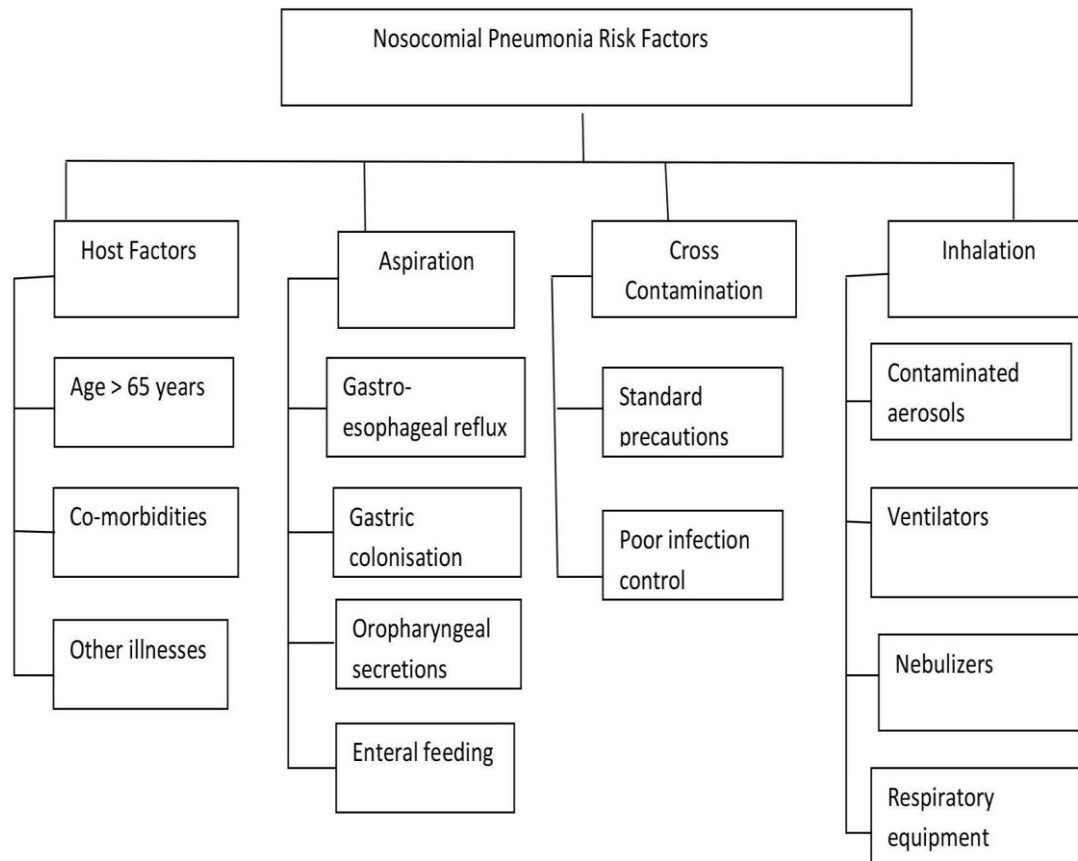 Nosocomial Pneumonia Risk Factors
Host Factors
Age > 65 years
Co-morbidities
Other illnesses
Aspiration
Gastro-
esophageal reflux
Gastric
colonisation
Oropharyngeal
secretions
Enteral feeding
Cross
Contamination
Standard
precautions
Poor infection
control
Inhalation
Contaminated
aerosols
Ventilators
Nebulizers
Respiratory
equipment